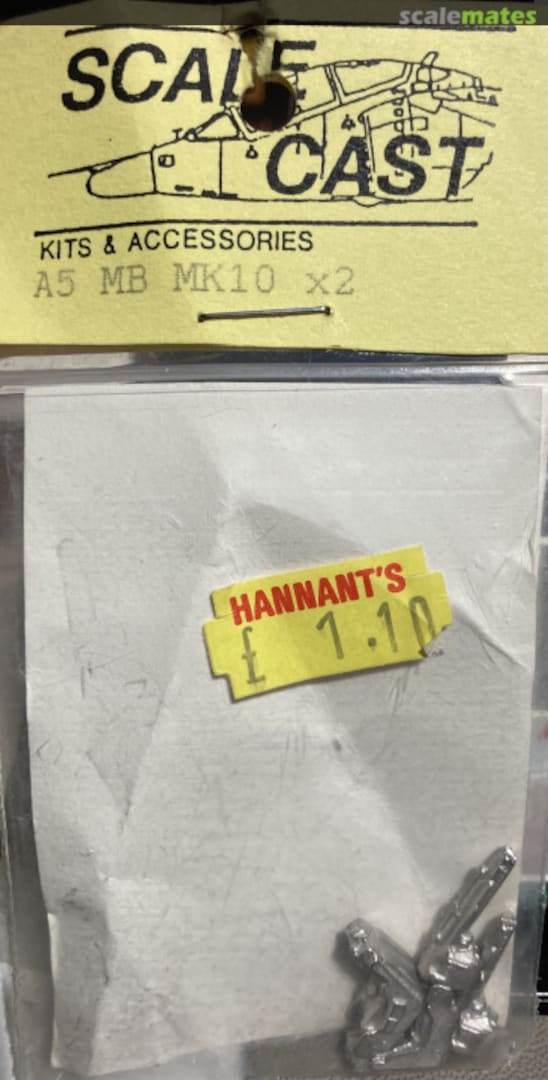 scalemates
SCALE
CAST
KITS & ACCESSORIES
A5 MB MK10 x2
HANNANT'S
£ 1.10